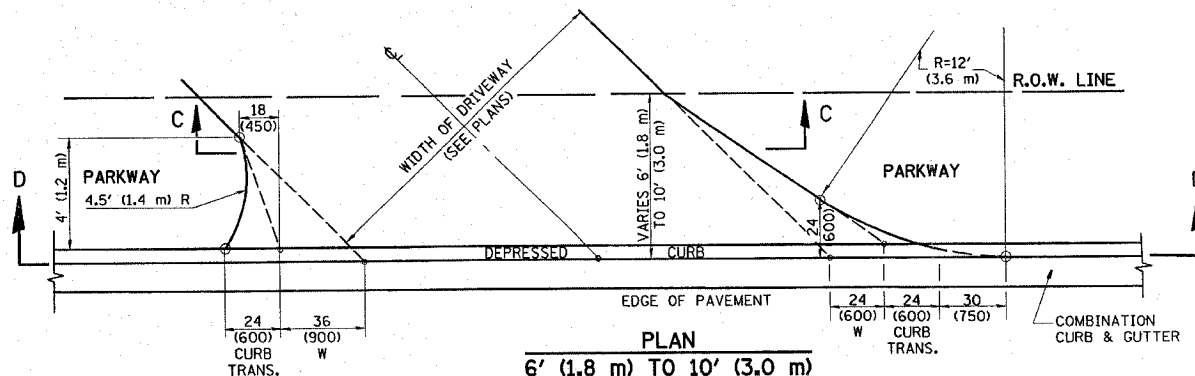 R=12'
(3.6 m)
R.O.W. LINE
C
18
(450)
WIDTH OF DRIVEWAY
(SEE PLANS)
C
D
4' (1.2 m)
PARKWAY
4.5' (1.4 m) R
VARIES 6' (1.8 m)
TO 10' (3.0 m)
24
(600)
PARKWAY
DEPRESSED CURB
EDGE OF PAVEMENT
24
(600)
CURB
TRANS.
36
(900)
W
24
(600)
W
24
(600)
CURB
TRANS.
30
(750)
COMBINATION
CURB & GUTTER
PLAN
6' (1.8 m) TO 10' (3.0 m)